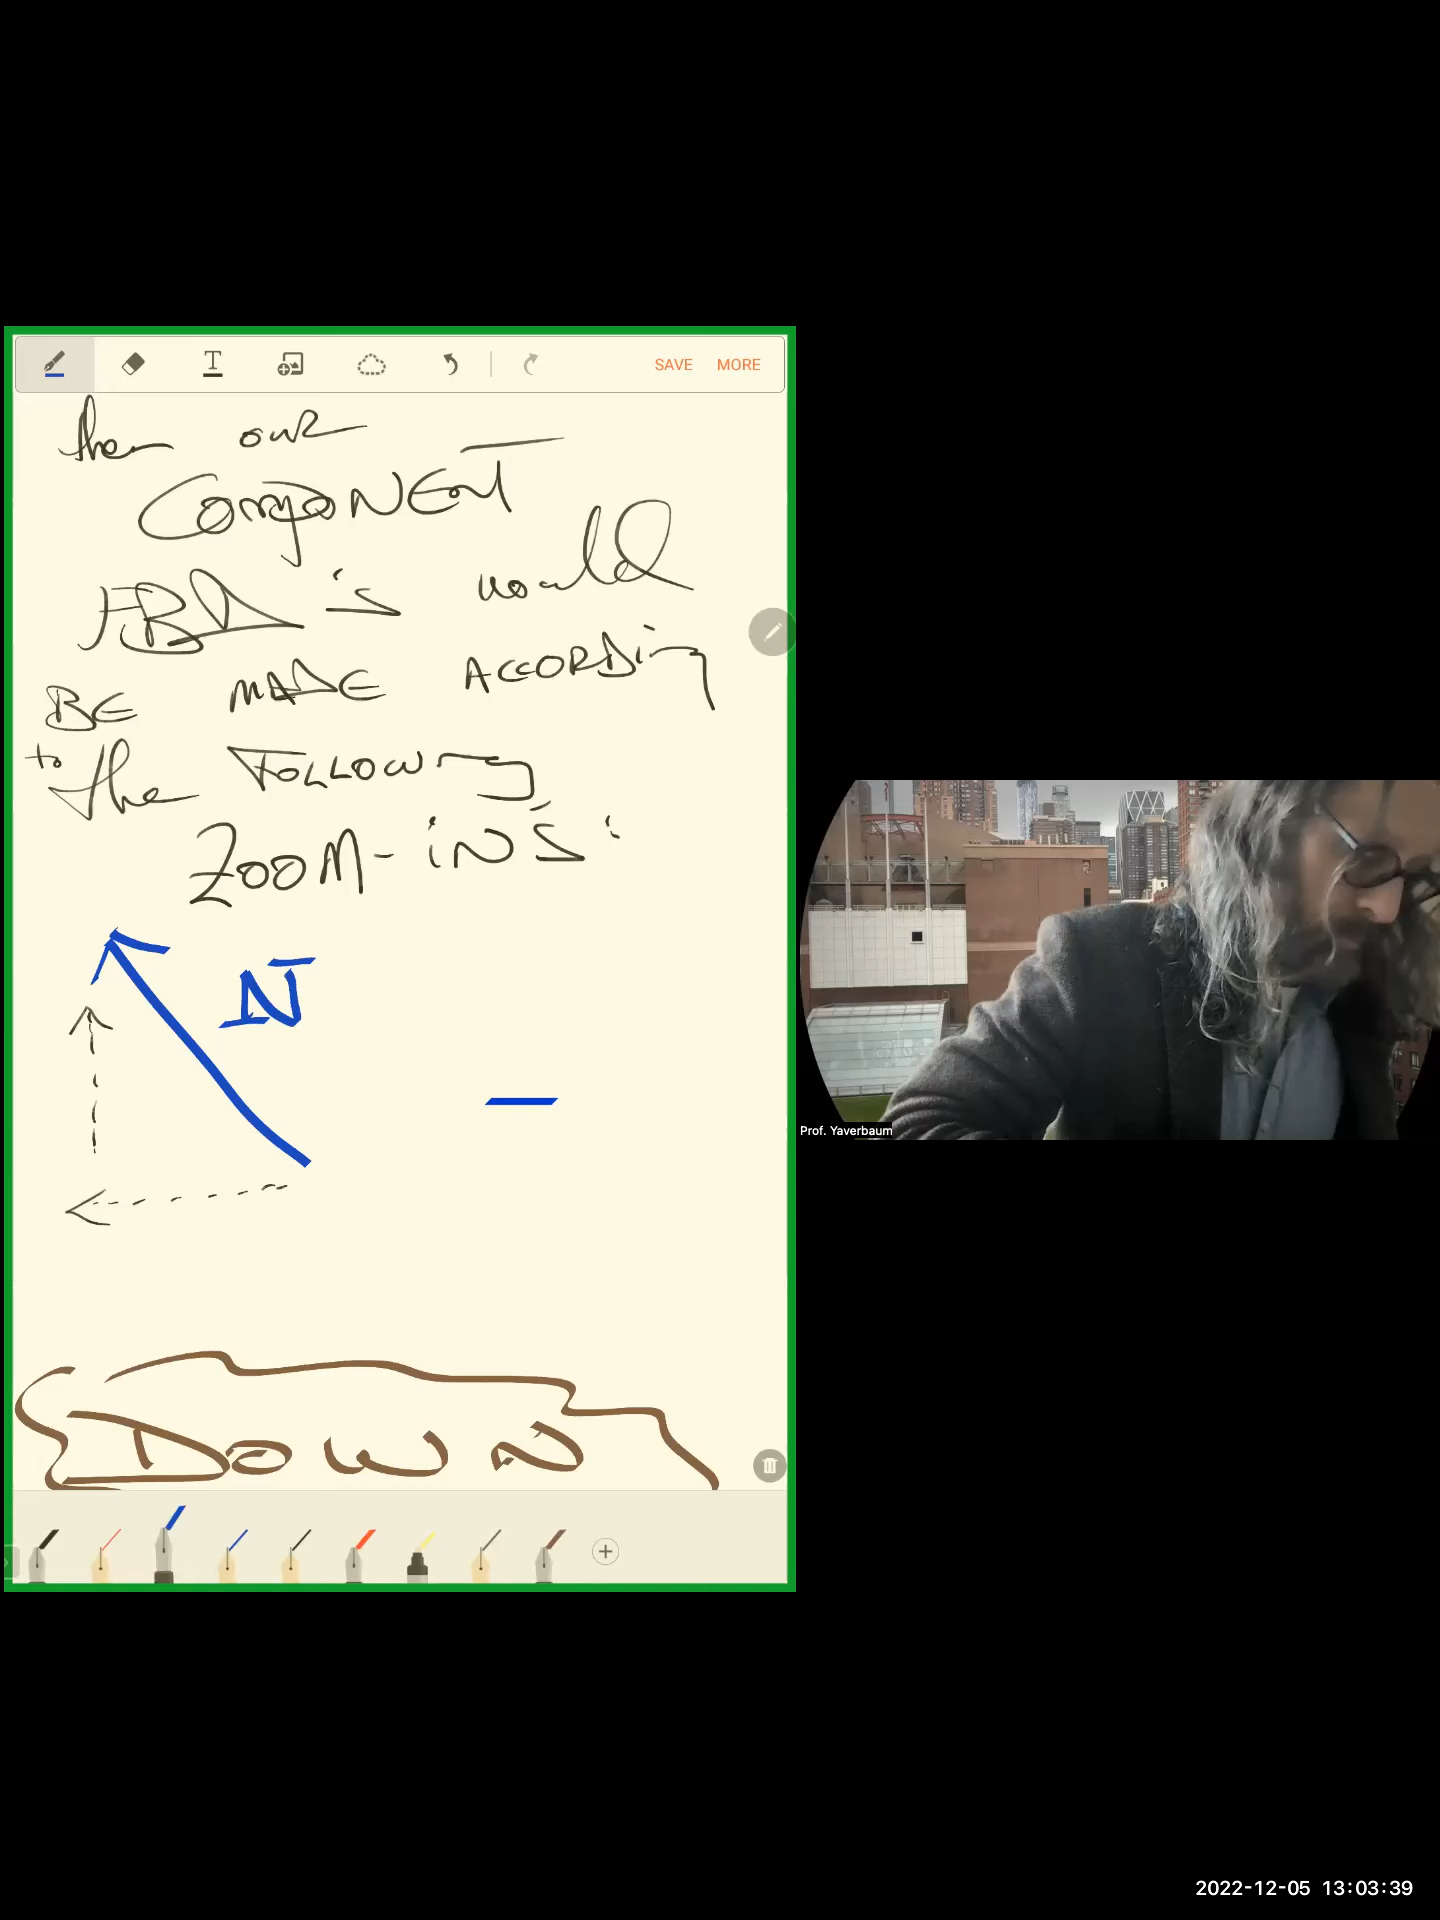 SAVE MORE
then our
COMPONENT
FBD's would
BE MADE ACCORDing
to the FOLLOWing
ZOOM-INS:
N
DOWN
Prof. Yaverbaum
2022-12-05 13:03:39